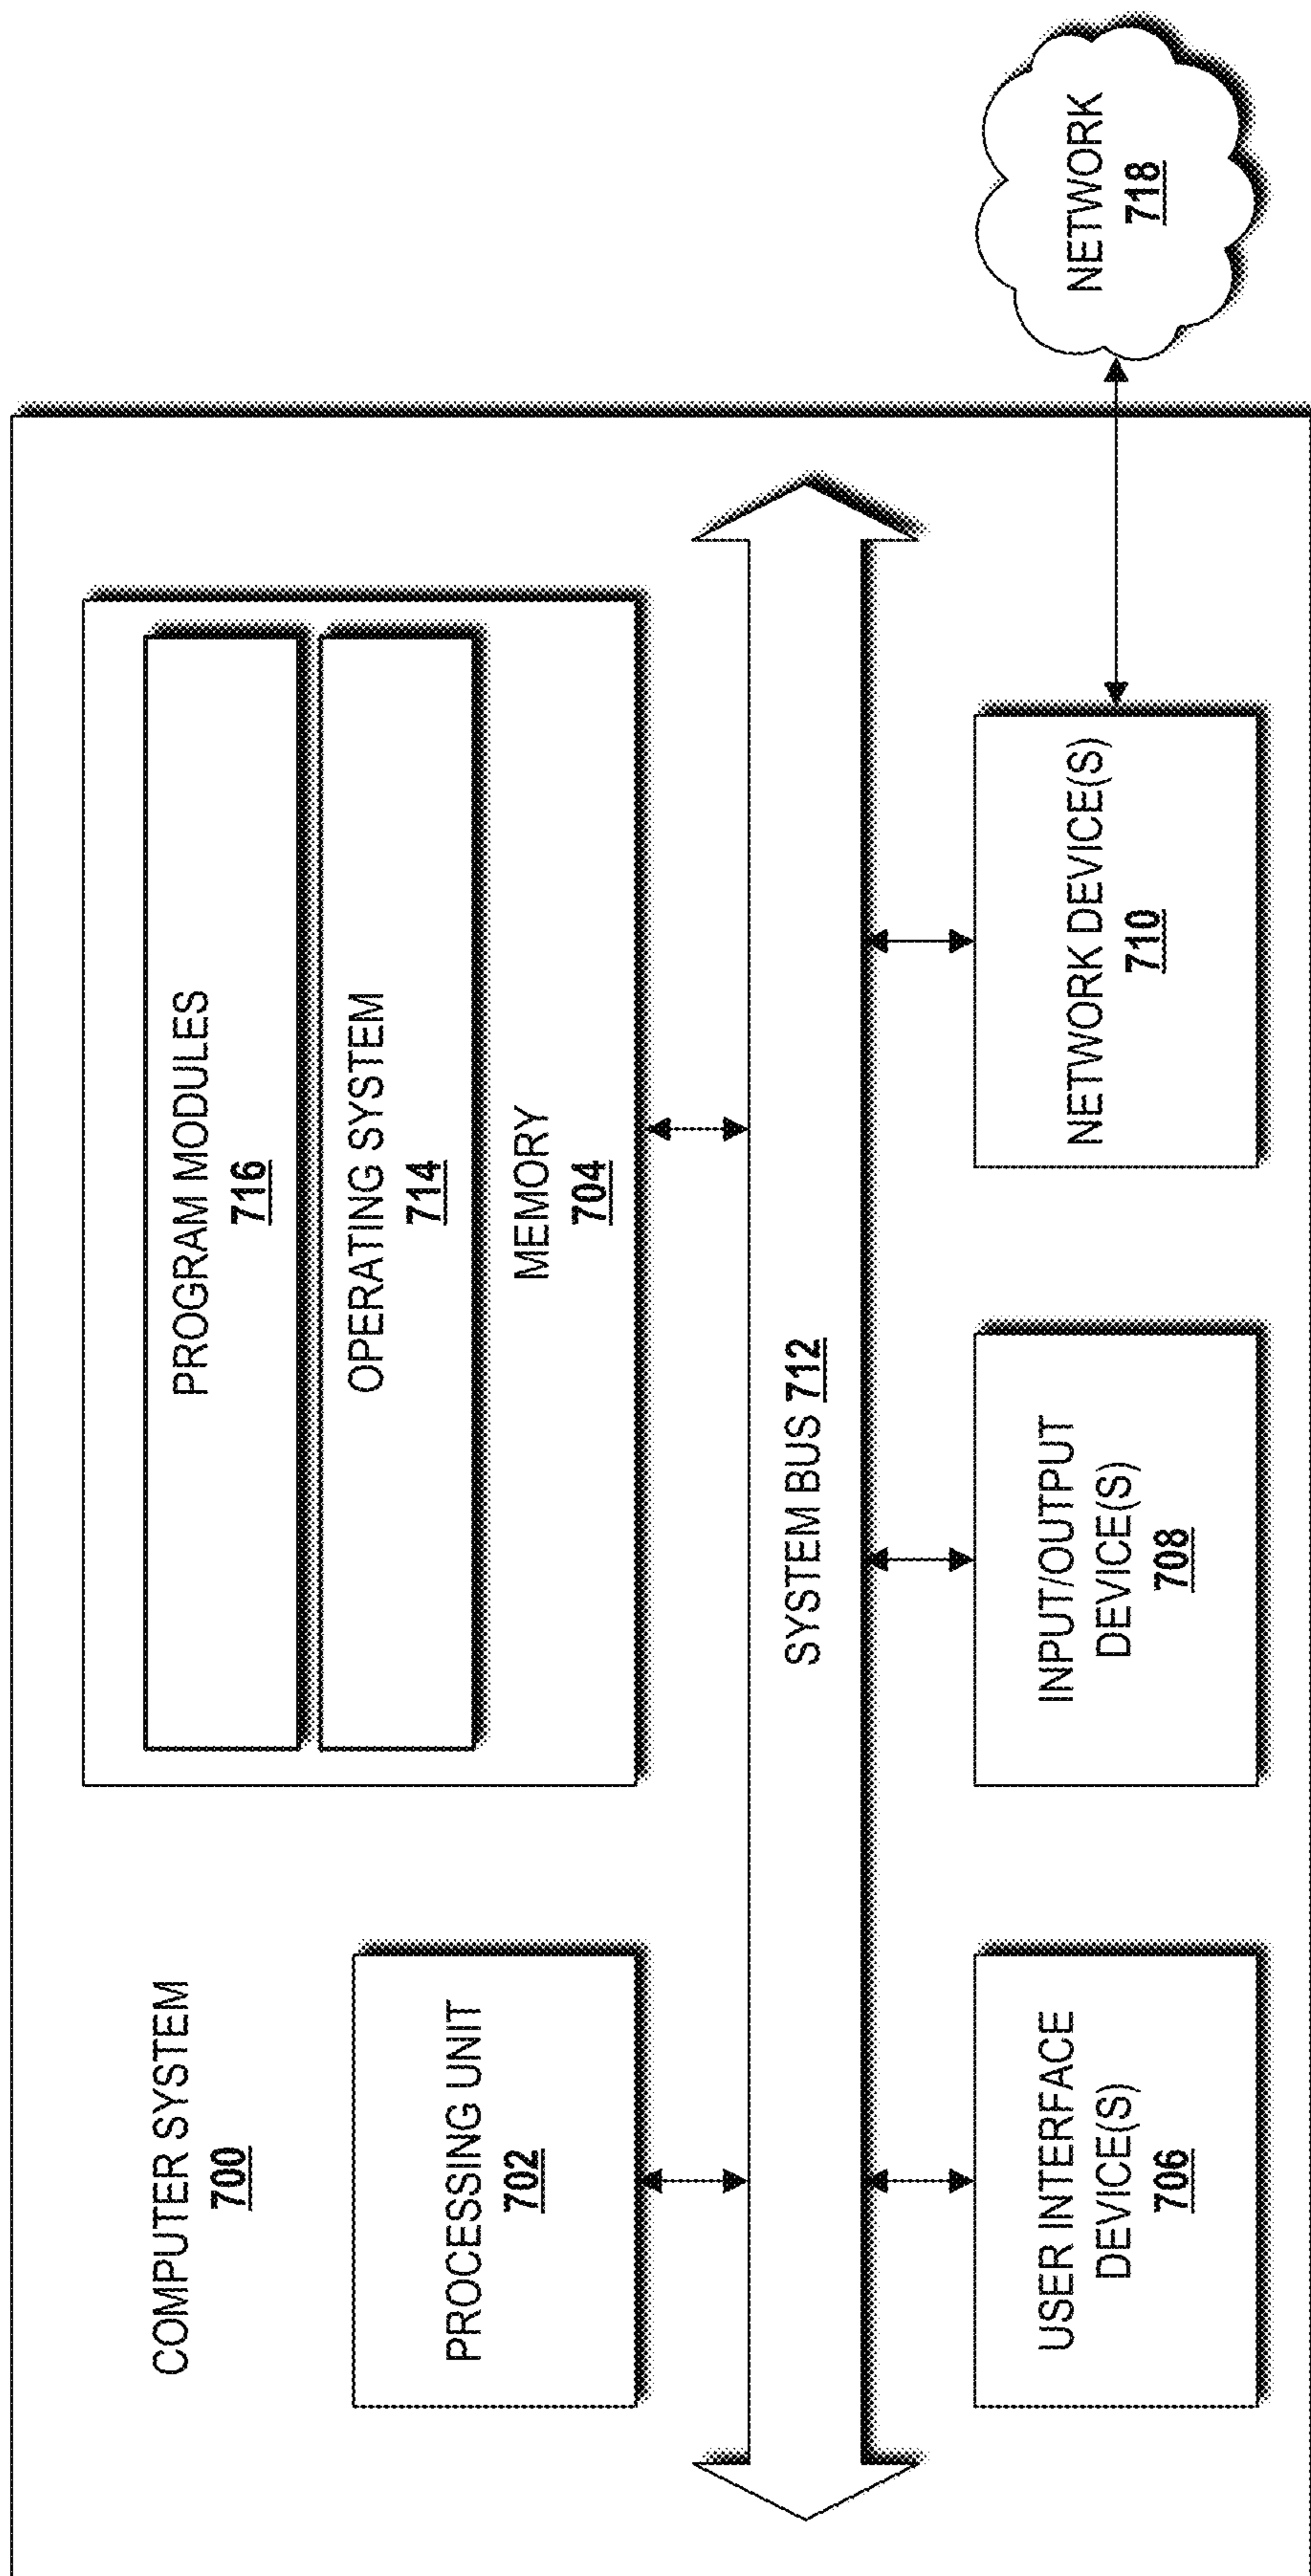 COMPUTER SYSTEM
700
PROCESSING UNIT
702
PROGRAM MODULES
716
OPERATING SYSTEM
714
MEMORY
704
SYSTEM BUS 712
USER INTERFACE
DEVICE(S)
706
INPUT/OUTPUT
DEVICE(S)
708
NETWORK DEVICE(S)
710
NETWORK
718